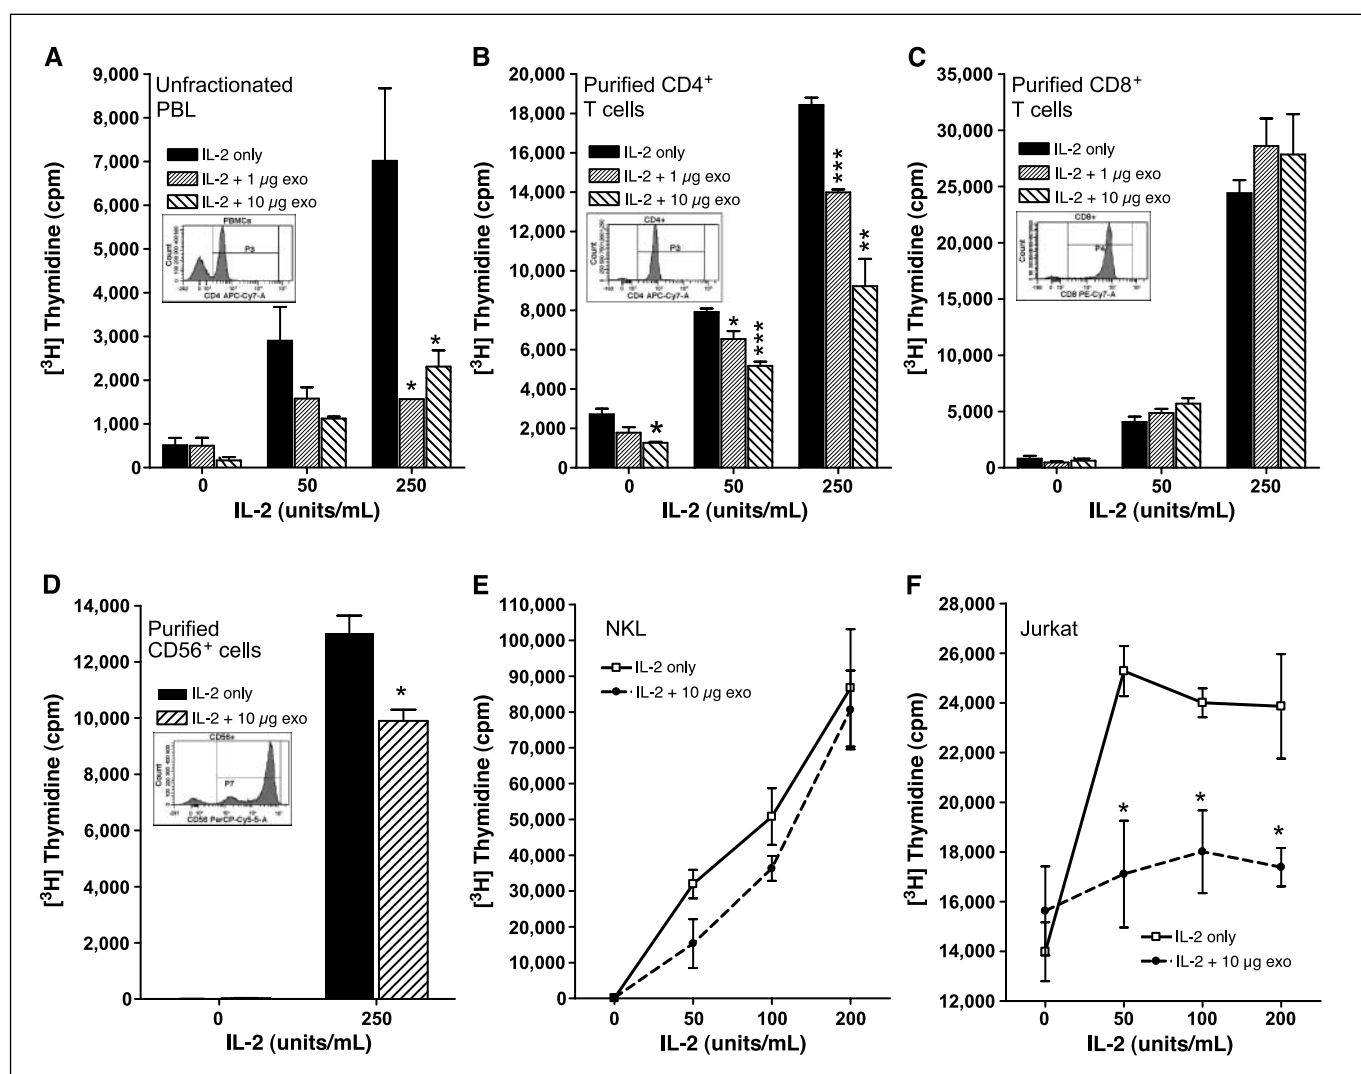 A
Unfractionated
PBL
IL-2 only
IL-2 + 1 µg exo
IL-2 + 10 µg exo
PBMCs
Count
P3
CD4 APC-Cy7-A
[³H] Thymidine (cpm)
9,000
8,000
7,000
6,000
5,000
4,000
3,000
2,000
1,000
0
* *
0 50 250
IL-2 (units/mL)
B
Purified CD4⁺
T cells
IL-2 only
IL-2 + 1 µg exo
IL-2 + 10 µg exo
CD4+
Count
P3
CD4 APC-Cy7-A
[³H] Thymidine (cpm)
20,000
18,000
16,000
14,000
12,000
10,000
8,000
6,000
4,000
2,000
0
* * *** *** **
0 50 250
IL-2 (units/mL)
C
Purified CD8⁺
T cells
IL-2 only
IL-2 + 1 µg exo
IL-2 + 10 µg exo
CD8+
Count
P4
CD8 PE-Cy7-A
[³H] Thymidine (cpm)
35,000
30,000
25,000
20,000
15,000
10,000
5,000
0
0 50 250
IL-2 (units/mL)
D
Purified
CD56⁺ cells
IL-2 only
IL-2 + 10 µg exo
CD56+
Count
P7
CD56 PerCP-Cy5-5-A
[³H] Thymidine (cpm)
14,000
12,000
10,000
8,000
6,000
4,000
2,000
0
*
0 250
IL-2 (units/mL)
E
NKL
IL-2 only
IL-2 + 10 µg exo
[³H] Thymidine (cpm)
110,000
100,000
90,000
80,000
70,000
60,000
50,000
40,000
30,000
20,000
10,000
0
0 50 100 200
IL-2 (units/mL)
F
Jurkat
[³H] Thymidine (cpm)
28,000
26,000
24,000
22,000
20,000
18,000
16,000
14,000
12,000
* * *
IL-2 only
IL-2 + 10 µg exo
0 50 100 200
IL-2 (units/mL)